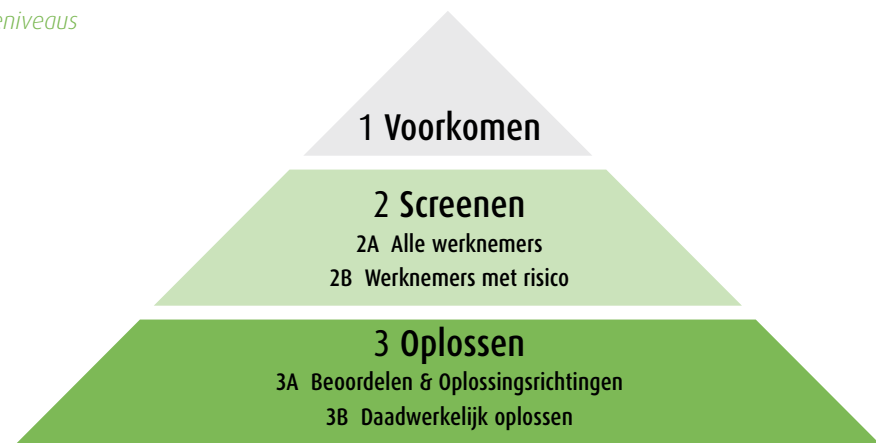 1 Voorkomen
2 Screenen
2A Alle werknemers
2B Werknemers met risico
3 Oplossen
3A Beoordelen & Oplossingsrichtingen
3B Daadwerkelijk oplossen